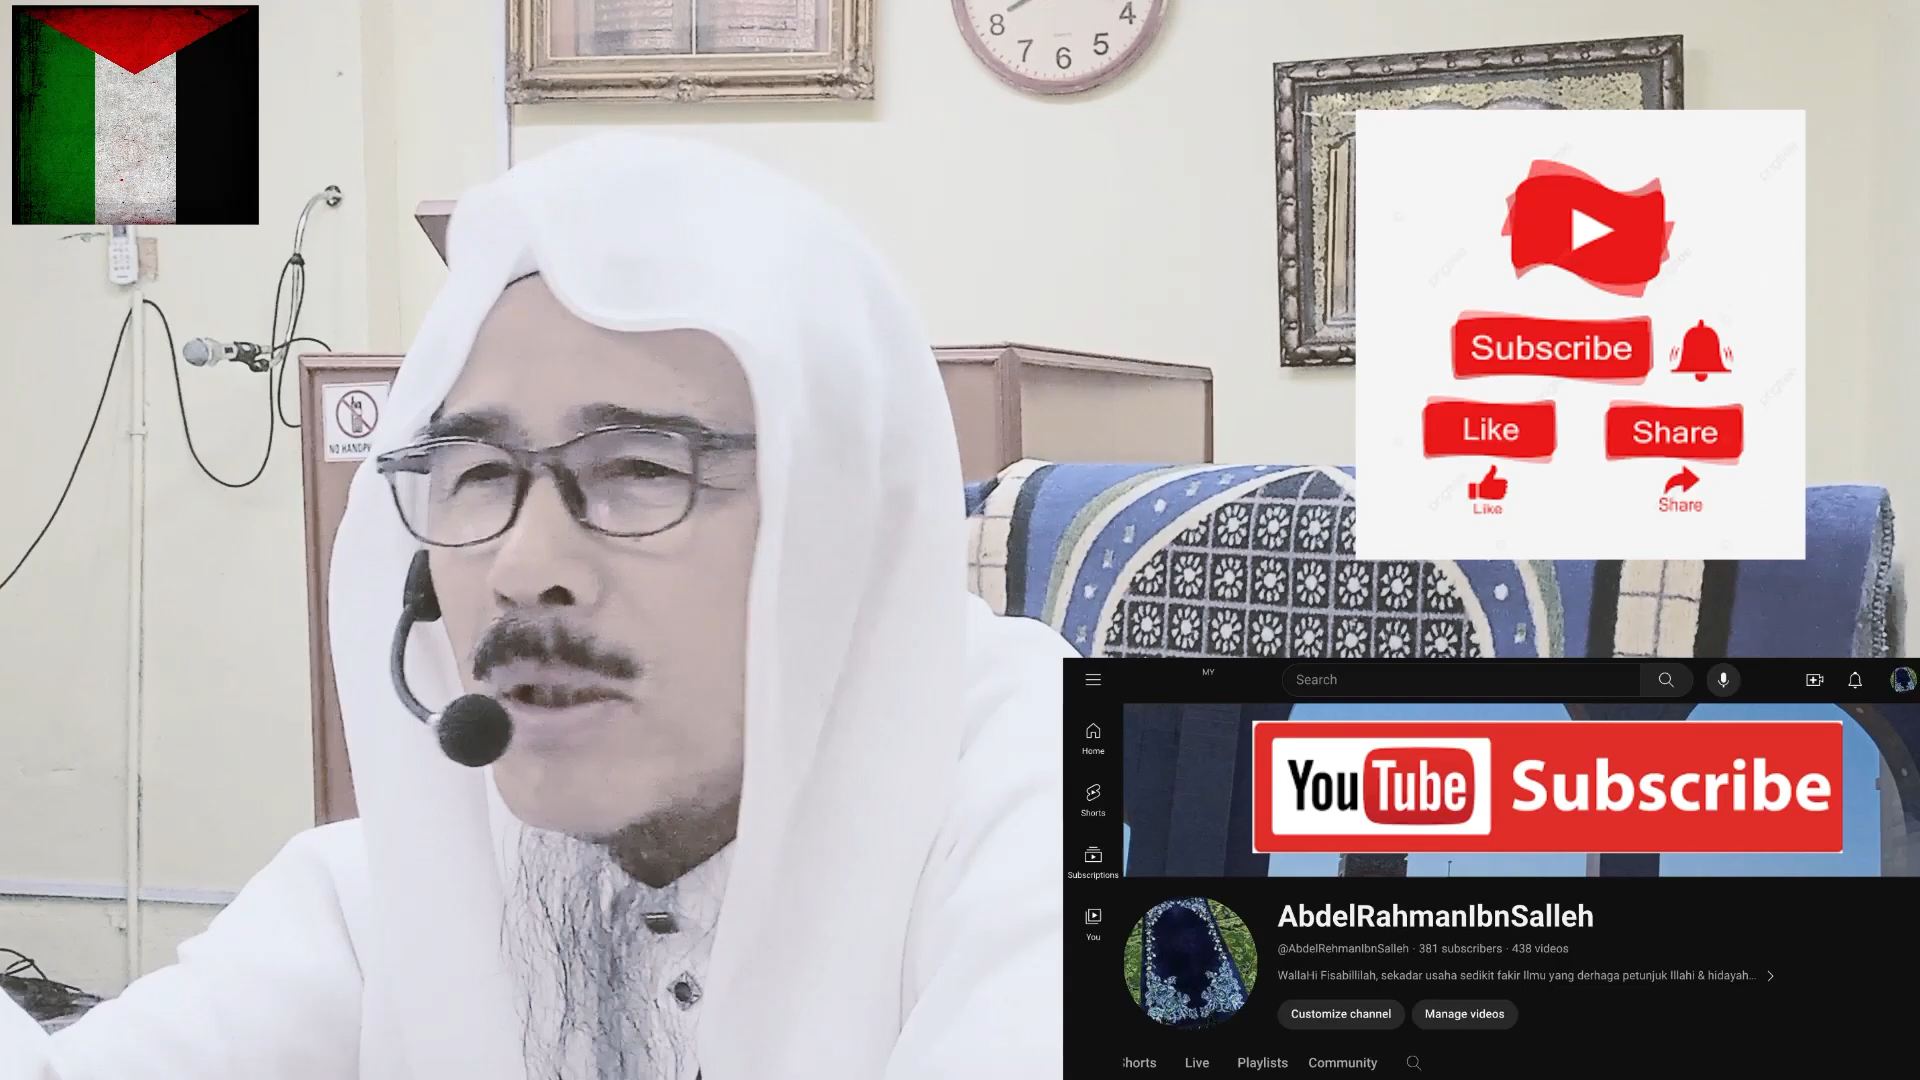 8
7
6
5
4
NO HANDPH
Subscribe
Like
Share
Like
Share
MY
Search
Home
Shorts
Subscriptions
You
YouTube Subscribe
AbdelRahmanIbnSalleh
@AbdelRehmanIbnSalleh · 381 subscribers · 438 videos
WallaHi Fisabillilah, sekadar usaha sedikit fakir Ilmu yang derhaga petunjuk Illahi & hidayah...
Customize channel
Manage videos
Shorts
Live
Playlists
Community